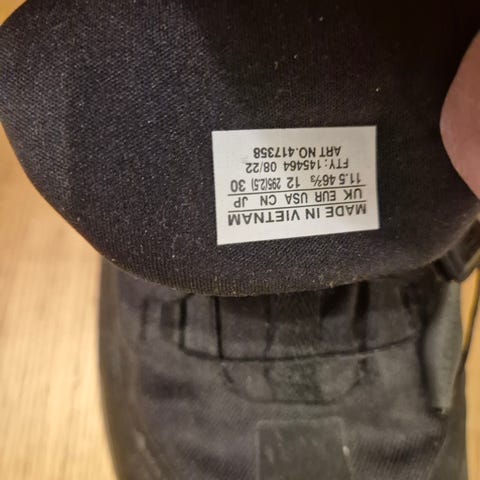 MADE IN VIETNAM
UK EUR USA CN JP
11.5 46⅔ 12 295(2.5) 30
FTY: 145464 08/22
ART NO.417358